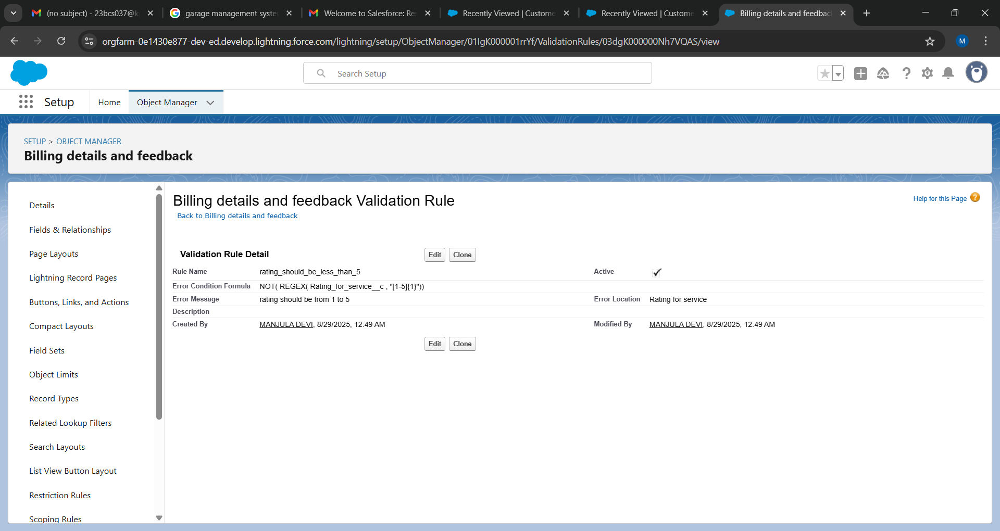 (no subject) - 23bcs037@k
garage management syste
Welcome to Salesforce: Re
Recently Viewed | Custome
Recently Viewed | Custome
Billing details and feedbac
orgfarm-0e1430e877-dev-ed.develop.lightning.force.com/lightning/setup/ObjectManager/01IgK000001rrYf/ValidationRules/03dgK000000Nh7VQAS/view
M
Search Setup
Setup
Home
Object Manager
SETUP > OBJECT MANAGER
Billing details and feedback
Details
Fields & Relationships
Page Layouts
Lightning Record Pages
Buttons, Links, and Actions
Compact Layouts
Field Sets
Object Limits
Record Types
Related Lookup Filters
Search Layouts
List View Button Layout
Restriction Rules
Scoping Rules
Billing details and feedback Validation Rule
Help for this Page
Back to Billing details and feedback
Validation Rule Detail
Edit Clone
Rule Name rating_should_be_less_than_5 Active
Error Condition Formula NOT( REGEX( Rating_for_service__c , "[1-5]{1}"))
Error Message rating should be from 1 to 5 Error Location Rating for service
Description
Created By MANJULA DEVI, 8/29/2025, 12:49 AM Modified By MANJULA DEVI, 8/29/2025, 12:49 AM
Edit Clone